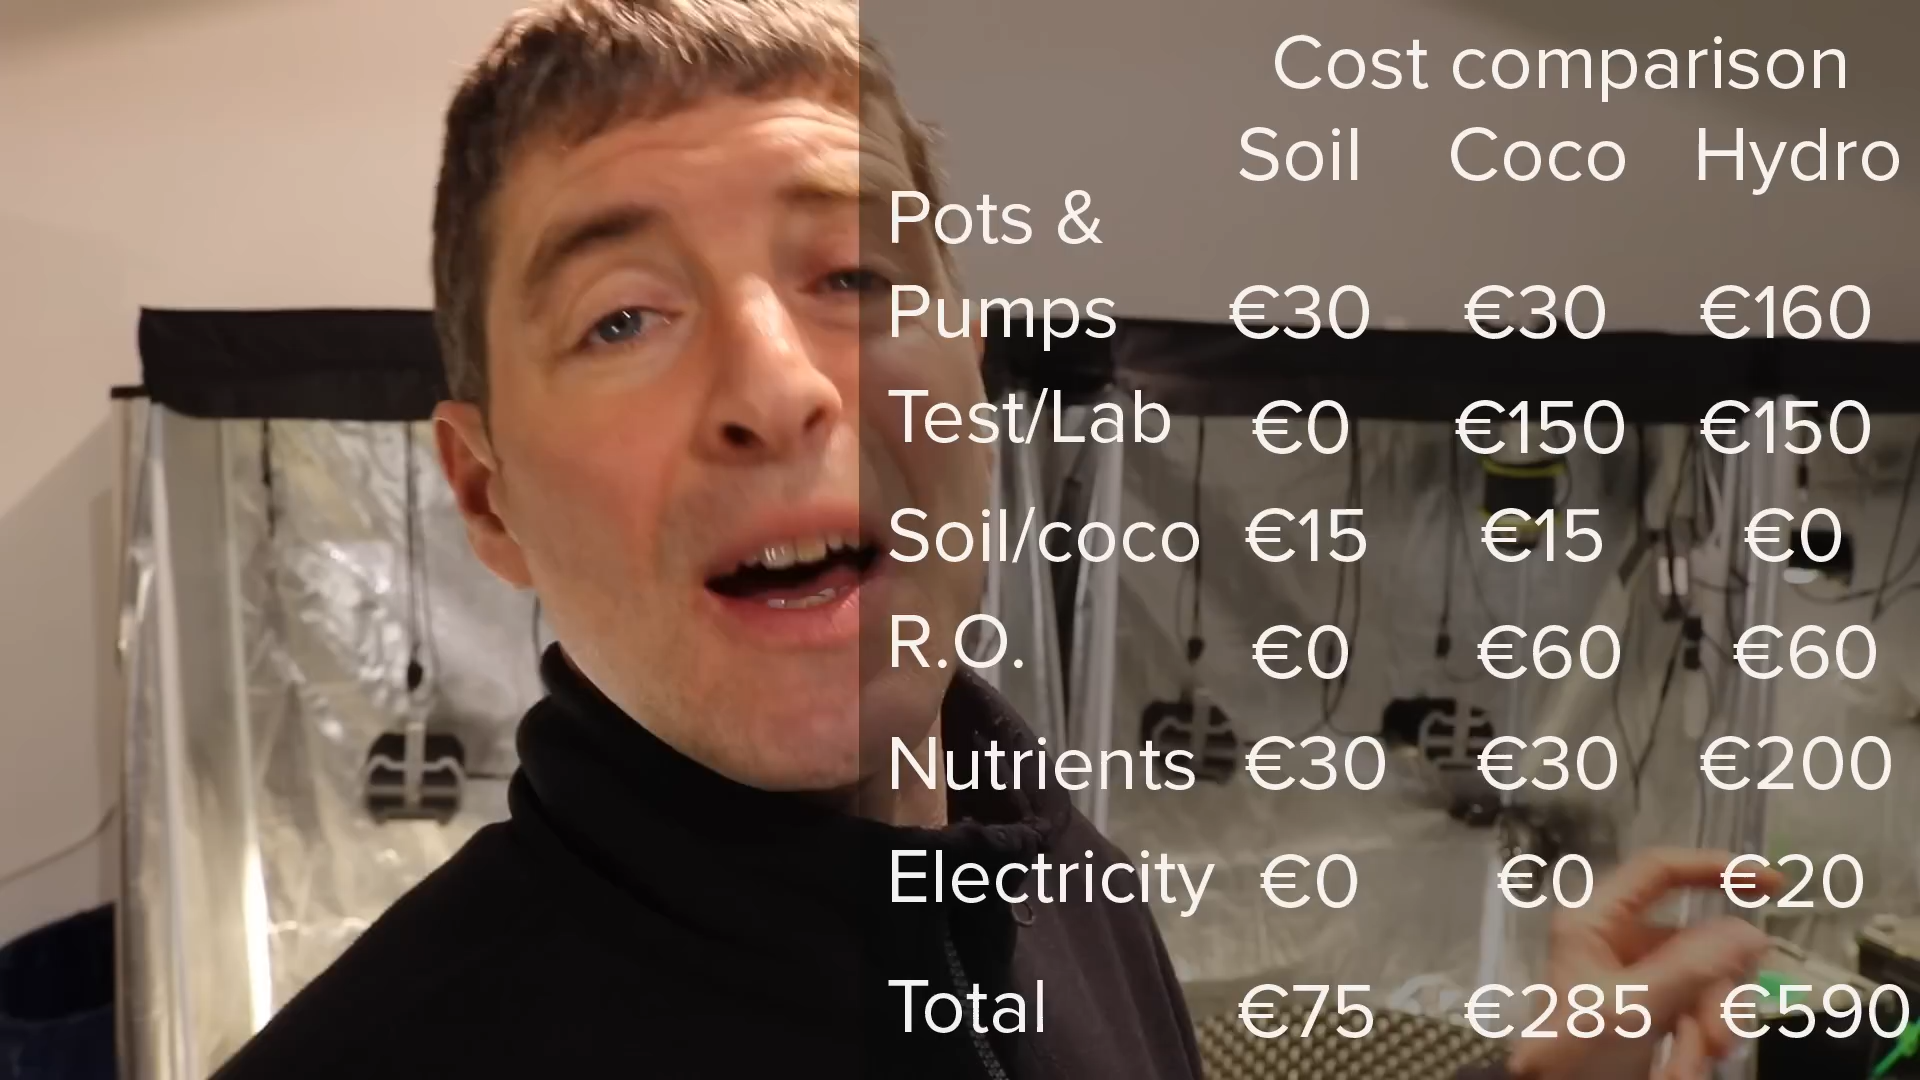 Cost comparison
Soil Coco Hydro
Pots &
Pumps €30 €30 €160
Test/Lab €0 €150 €150
Soil/coco €15 €15 €0
R.O. €0 €60 €60
Nutrients €30 €30 €200
Electricity €0 €0 €20
Total €75 €285 €590